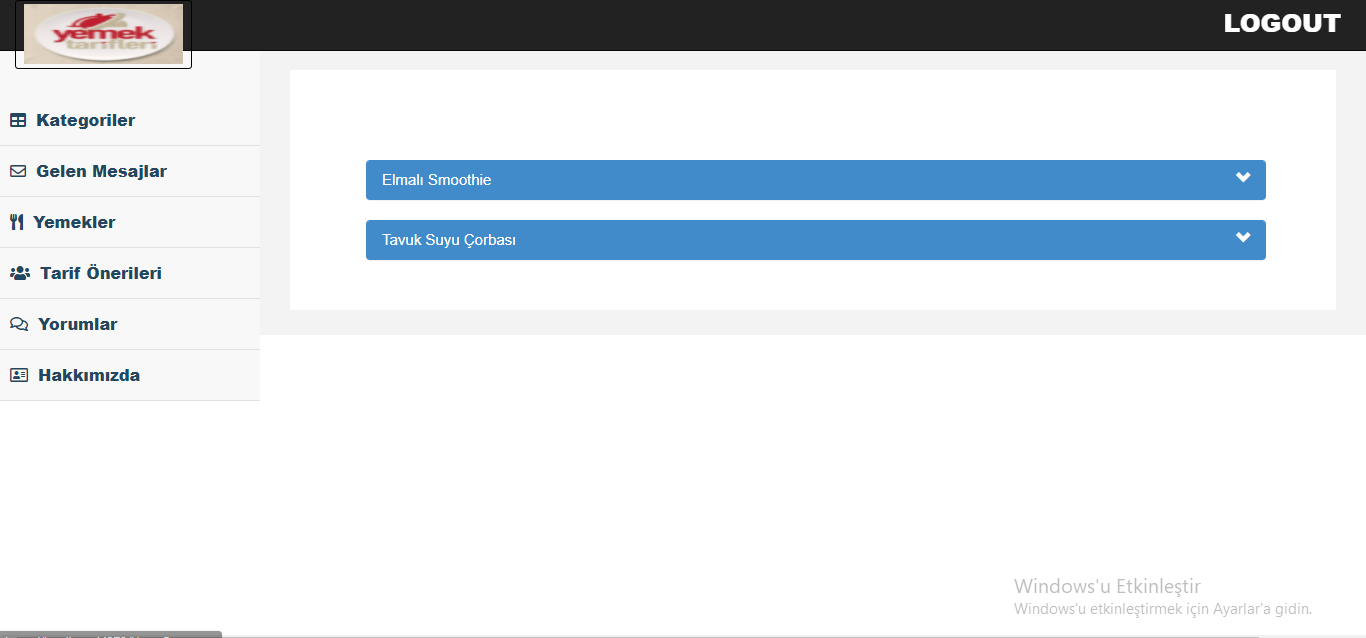 yemek
tarifleri
LOGOUT
Kategoriler
Gelen Mesajlar
Yemekler
Tarif Önerileri
Yorumlar
Hakkımızda
Elmalı Smoothie
Tavuk Suyu Çorbası
Windows'u Etkinleştir
Windows'u etkinleştirmek için Ayarlar'a gidin.